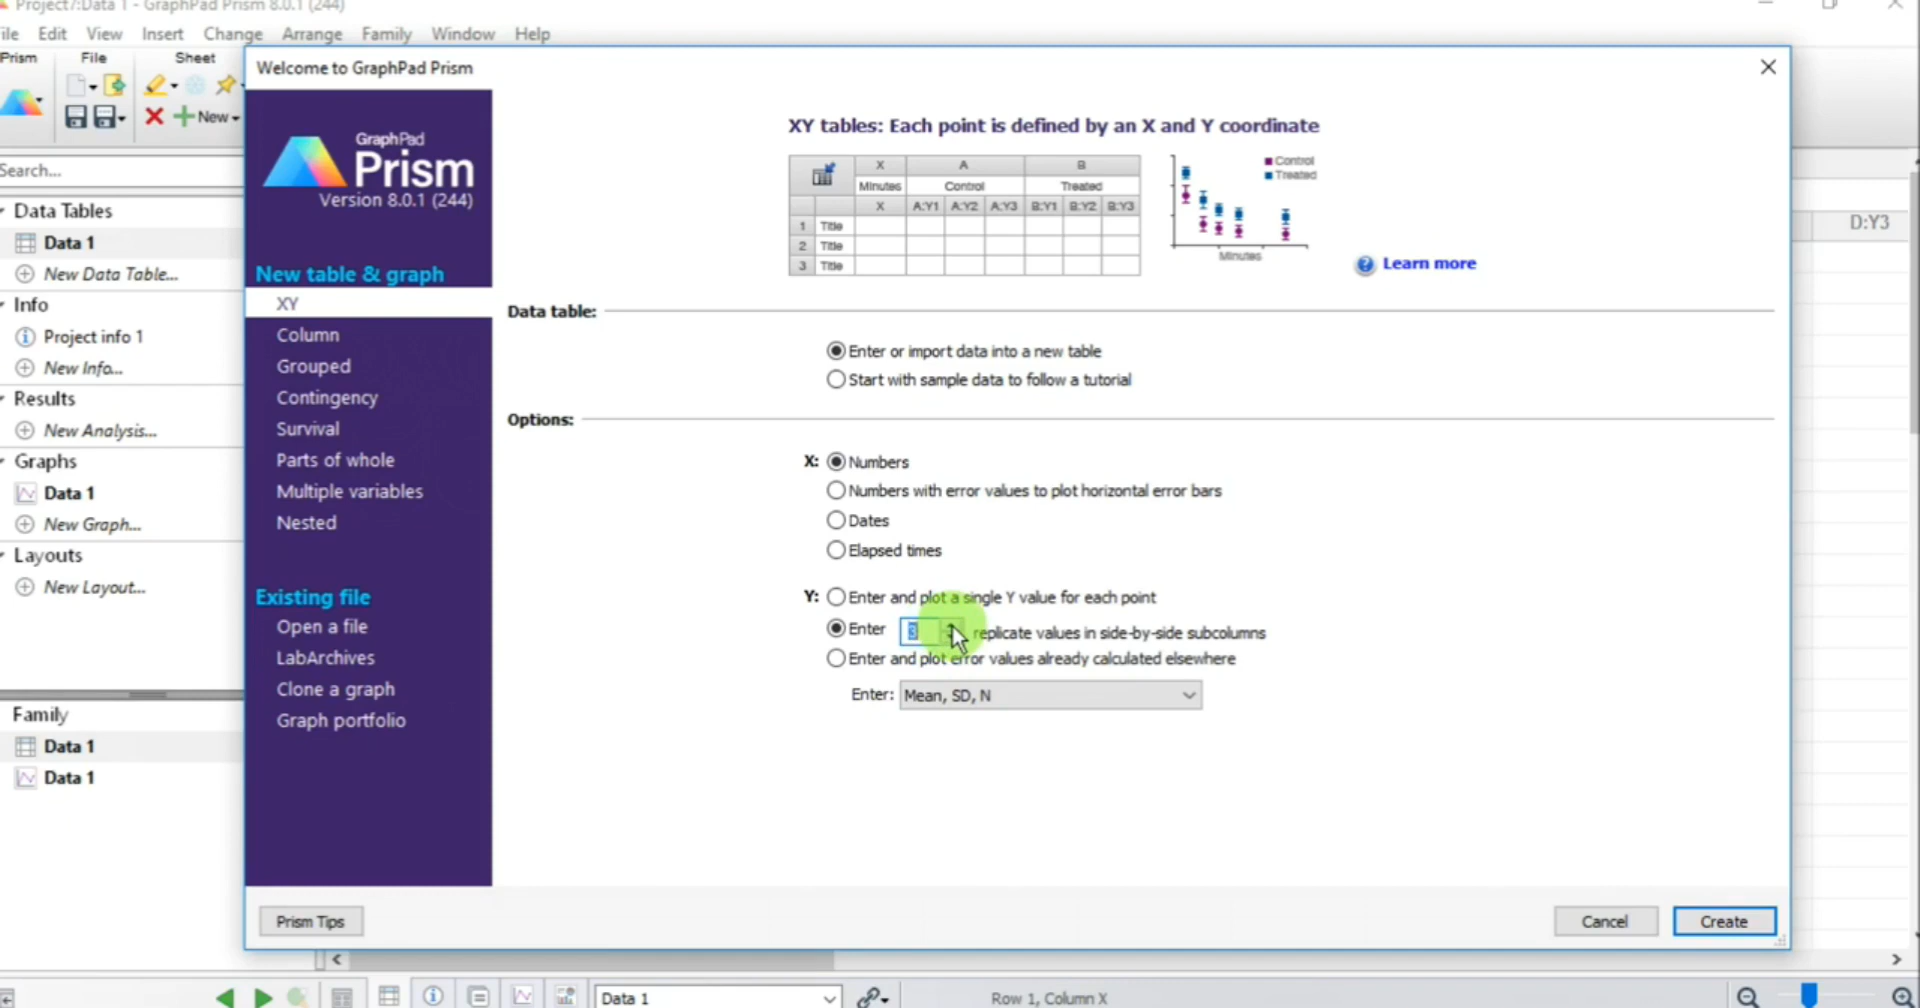 Project7:Data 1 - GraphPad Prism 8.0.1 (244)
ile Edit View Insert Change Arrange Family Window Help
Prism File Sheet
New
Search...
Data Tables
Data 1
New Data Table...
Info
Project info 1
New Info...
Results
New Analysis...
Graphs
Data 1
New Graph...
Layouts
New Layout...
Family
Data 1
Data 1
Welcome to GraphPad Prism
GraphPad
Prism
Version 8.0.1 (244)
New table & graph
XY
Column
Grouped
Contingency
Survival
Parts of whole
Multiple variables
Nested
Existing file
Open a file
LabArchives
Clone a graph
Graph portfolio
Prism Tips
XY tables: Each point is defined by an X and Y coordinate
X A B
Minutes Control Treated
X A:Y1 A:Y2 A:Y3 B:Y1 B:Y2 B:Y3
1 Title
2 Title
3 Title
Control
Treated
Minutes
Learn more
Data table:
Enter or import data into a new table
Start with sample data to follow a tutorial
Options:
X: Numbers
Numbers with error values to plot horizontal error bars
Dates
Elapsed times
Y: Enter and plot a single Y value for each point
Enter 3 replicate values in side-by-side subcolumns
Enter and plot error values already calculated elsewhere
Enter: Mean, SD, N
Cancel Create
D:Y3
Data 1
Row 1, Column X